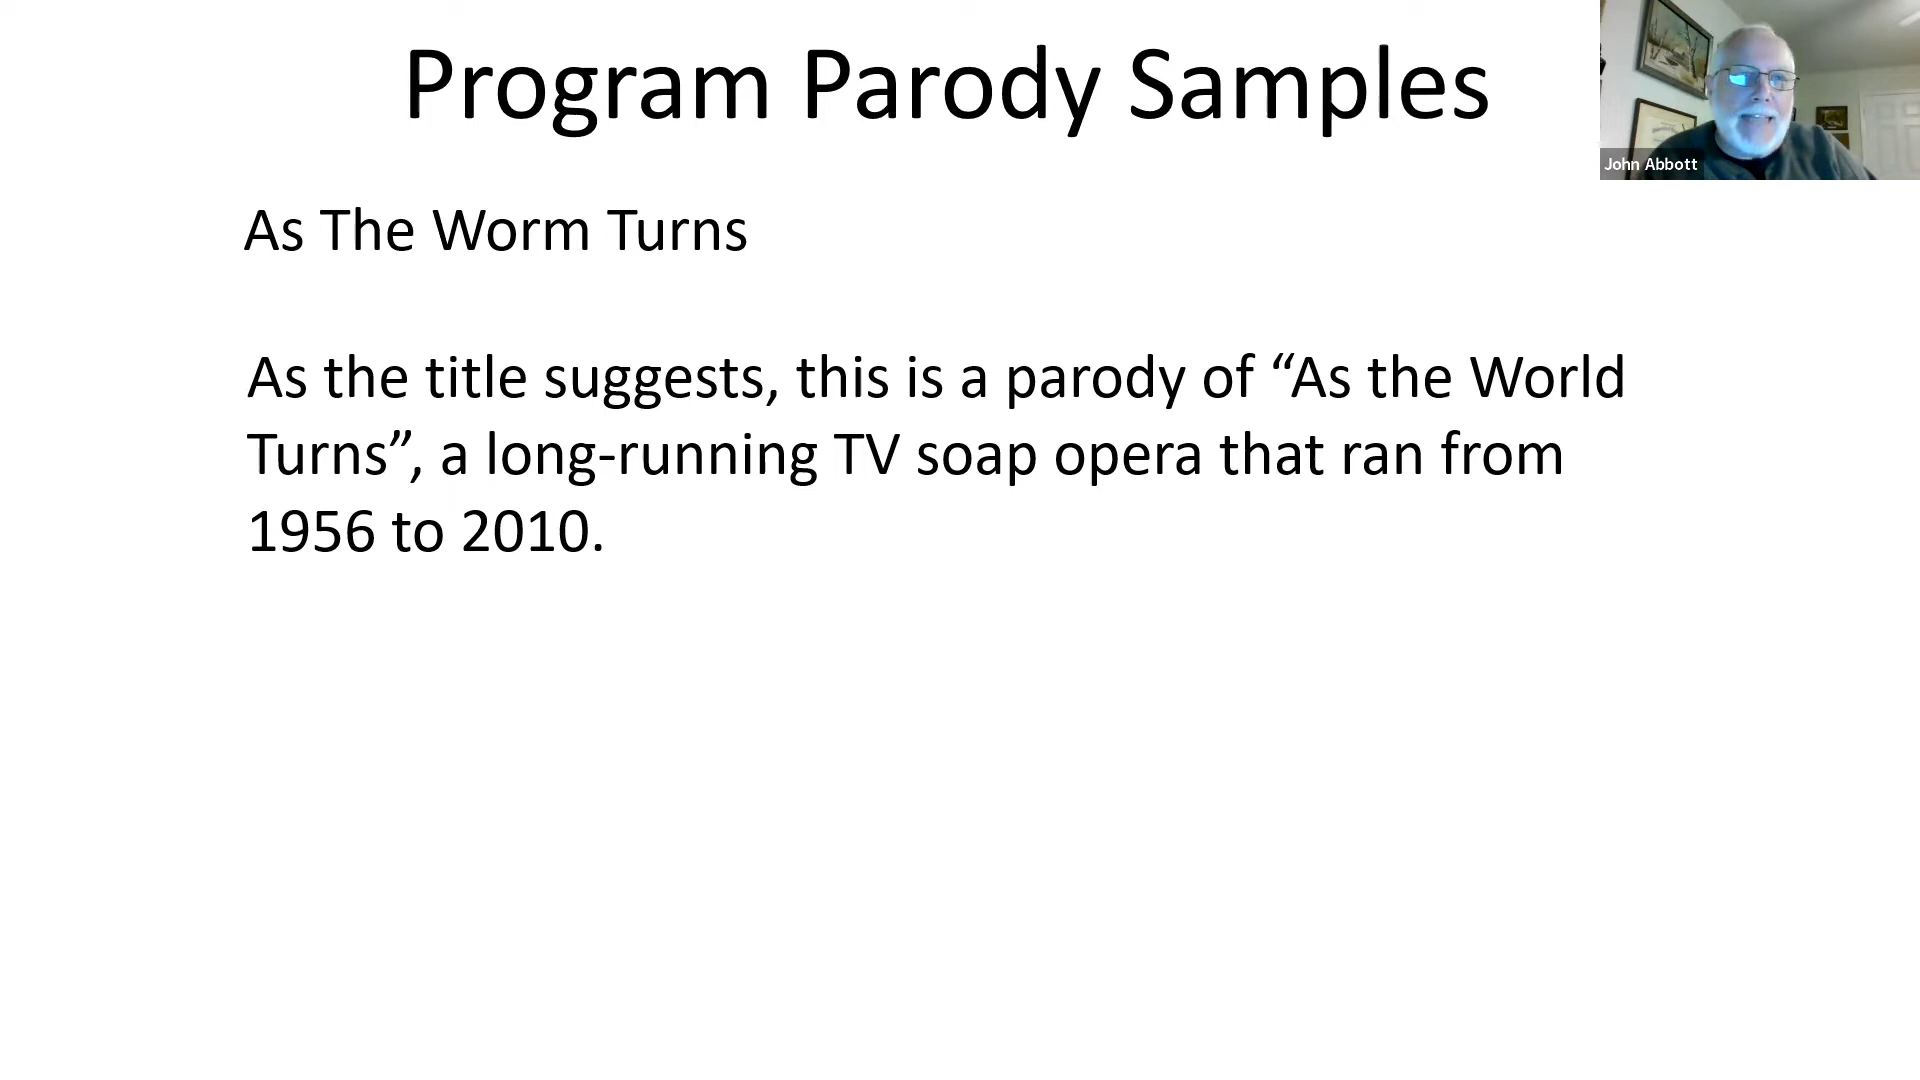 Program Parody Samples
John Abbott
As The Worm Turns
As the title suggests, this is a parody of “As the World
Turns”, a long-running TV soap opera that ran from
1956 to 2010.